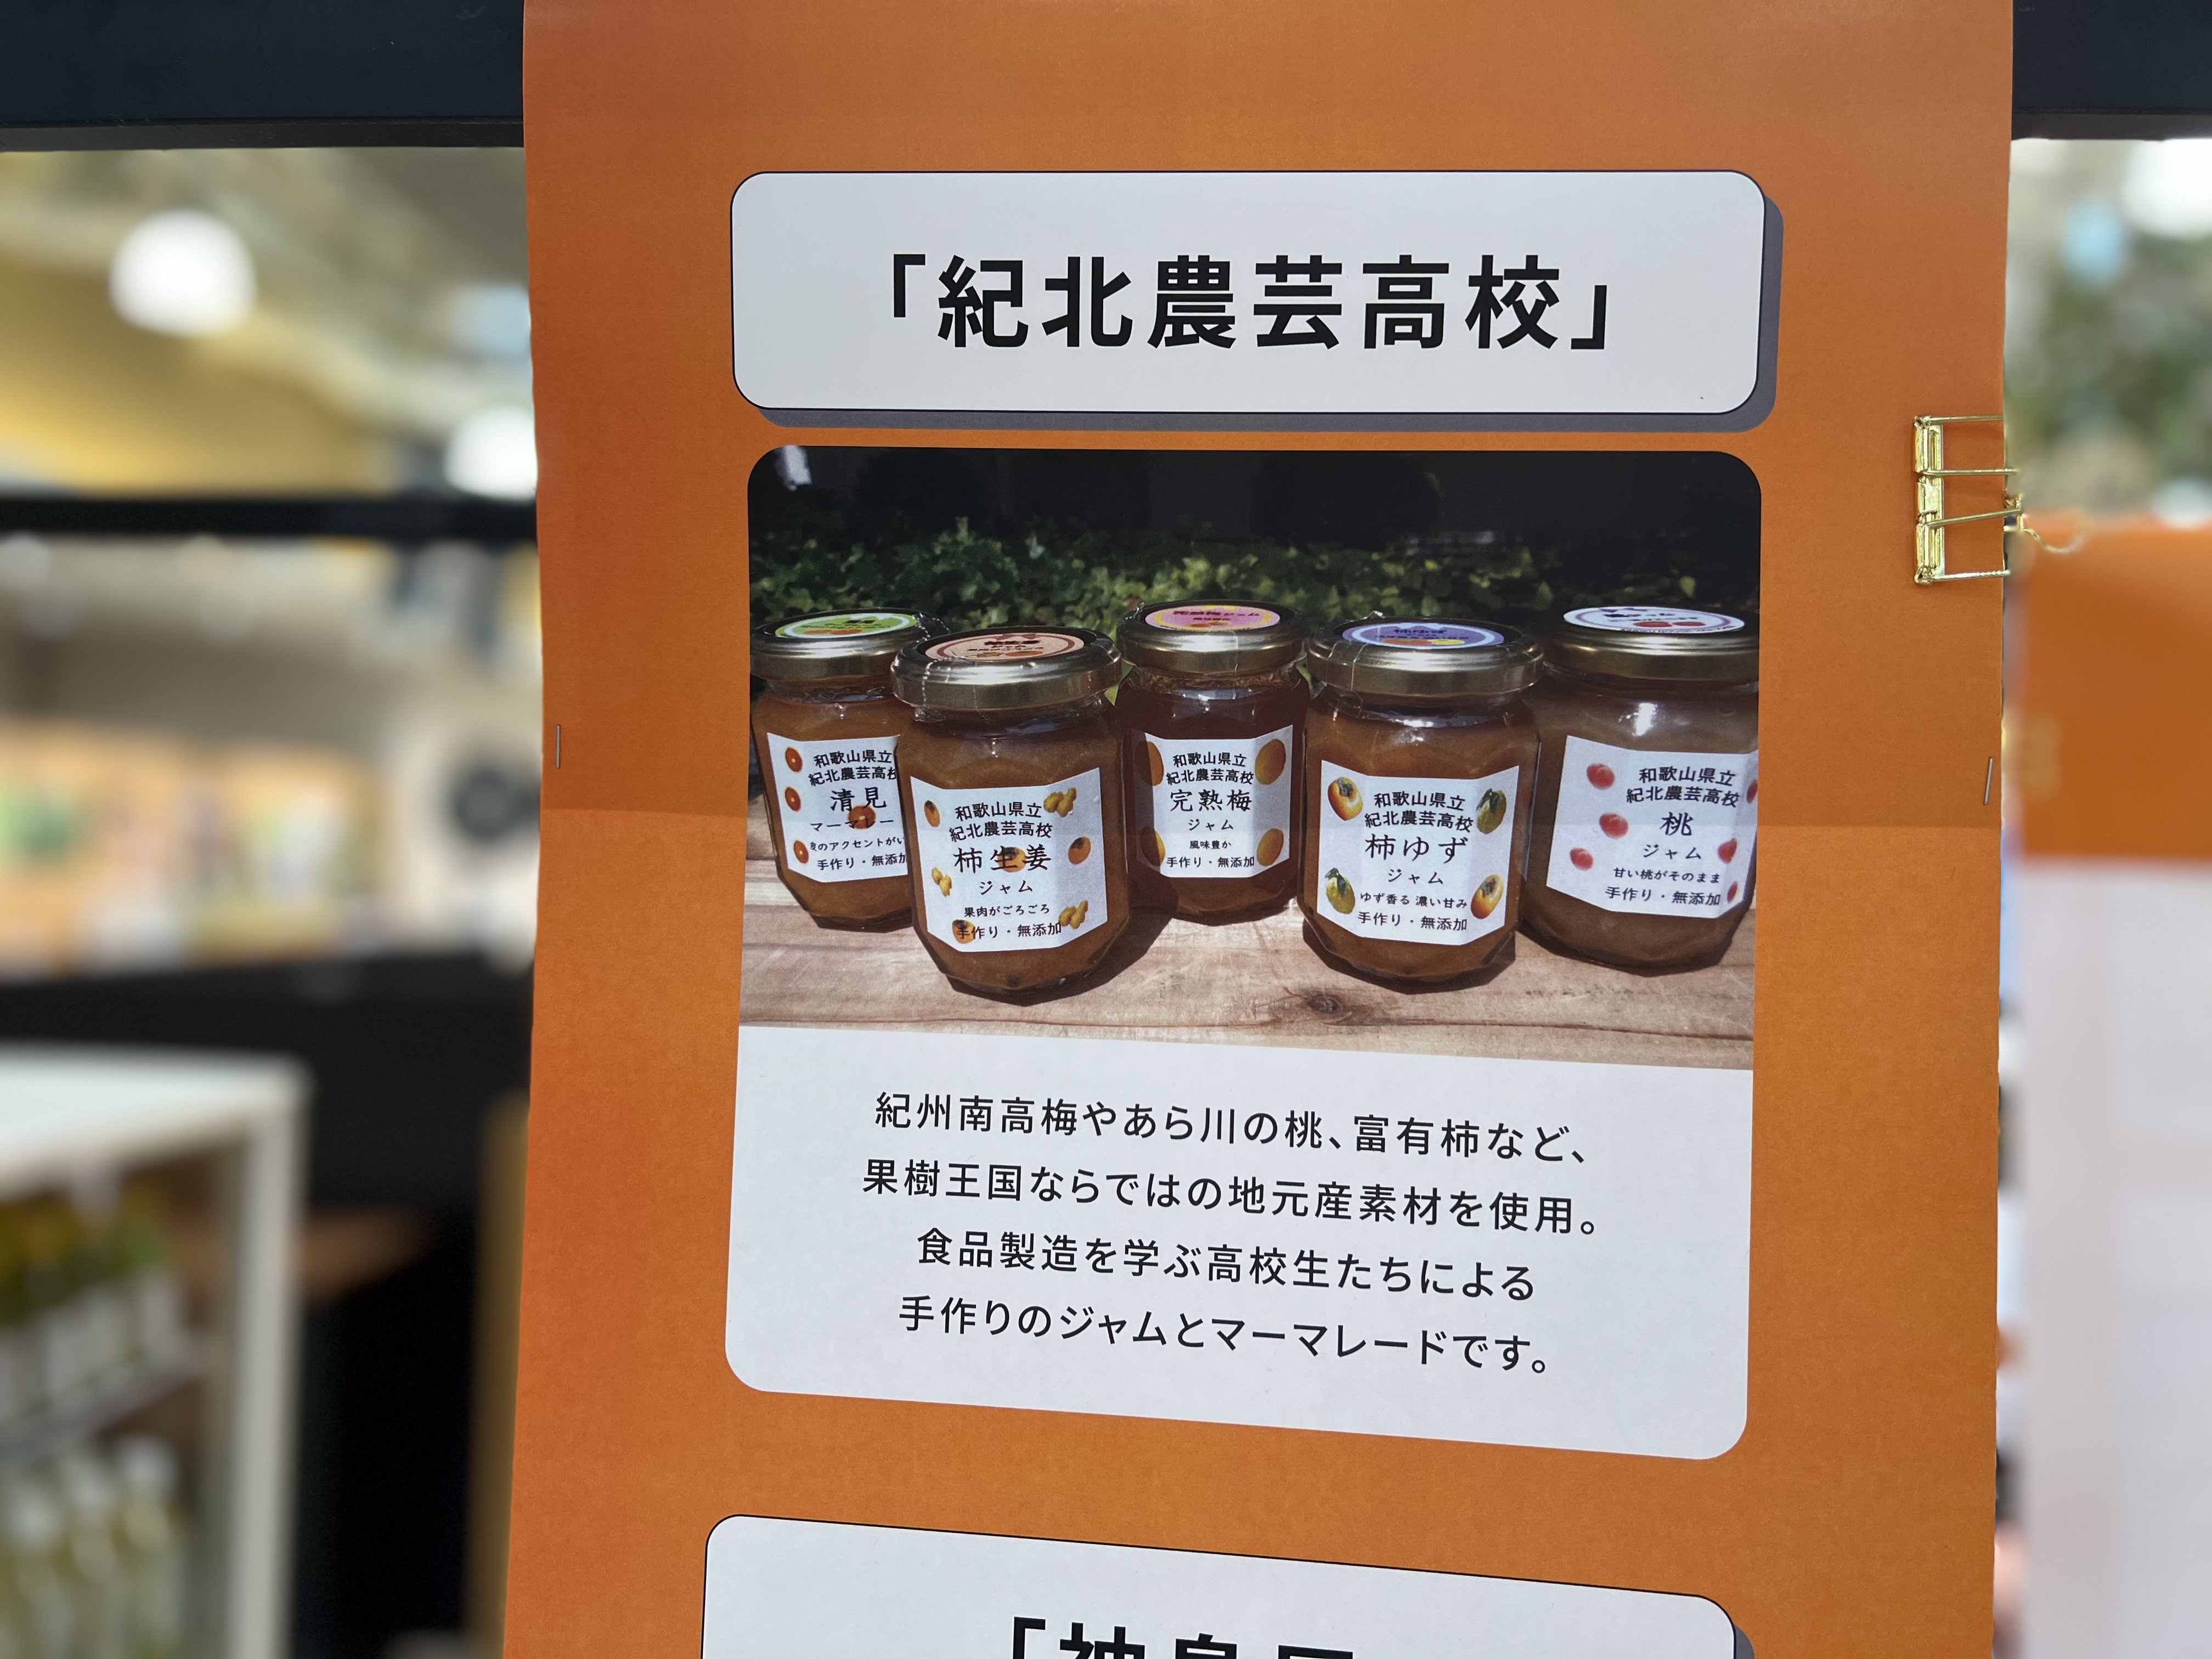 「紀北農芸高校」
和歌山県立
紀北農芸高校
清見
マーマレー
手作り・無添加
和歌山県立
紀北農芸高校
柿生姜
ジャム
果肉がごろごろ
手作り・無添加
和歌山県立
紀北農芸高校
完熟梅
ジャム
風味豊か
手作り・無添加
和歌山県立
紀北農芸高校
柿ゆず
ジャム
ゆず香る 濃い甘み
手作り・無添加
和歌山県立
紀北農芸高校
桃
ジャム
甘い桃がそのまま
手作り・無添加
紀州南高梅やあら川の桃、富有柿など、
果樹王国ならではの地元産素材を使用。
食品製造を学ぶ高校生たちによる
手作りのジャムとマーマレードです。